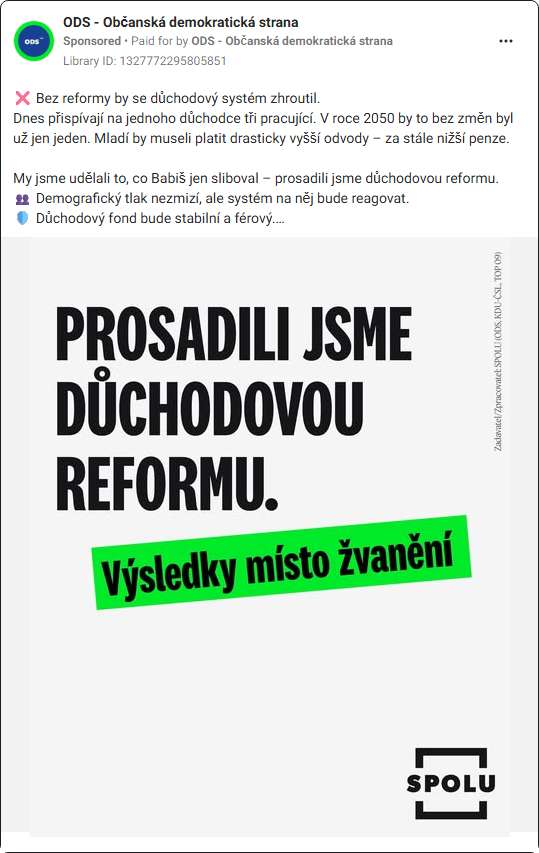 ODS - Občanská demokratická strana
Sponsored • Paid for by ODS - Občanská demokratická strana
Library ID: 1327772295805851
ODS
❌ Bez reformy by se důchodový systém zhroutil.
Dnes přispívají na jednoho důchodce tři pracující. V roce 2050 by to bez změn byl
už jen jeden. Mladí by museli platit drasticky vyšší odvody – za stále nižší penze.
My jsme udělali to, co Babiš jen sliboval – prosadili jsme důchodovou reformu.
👥 Demografický tlak nezmizí, ale systém na něj bude reagovat.
🛡️ Důchodový fond bude stabilní a férový.…
Zadavatel/Zpracovatel: SPOLU (ODS, KDU-ČSL, TOP 09)
PROSADILI JSME
DŮCHODOVOU
REFORMU.
Výsledky místo žvanění
SPOLU